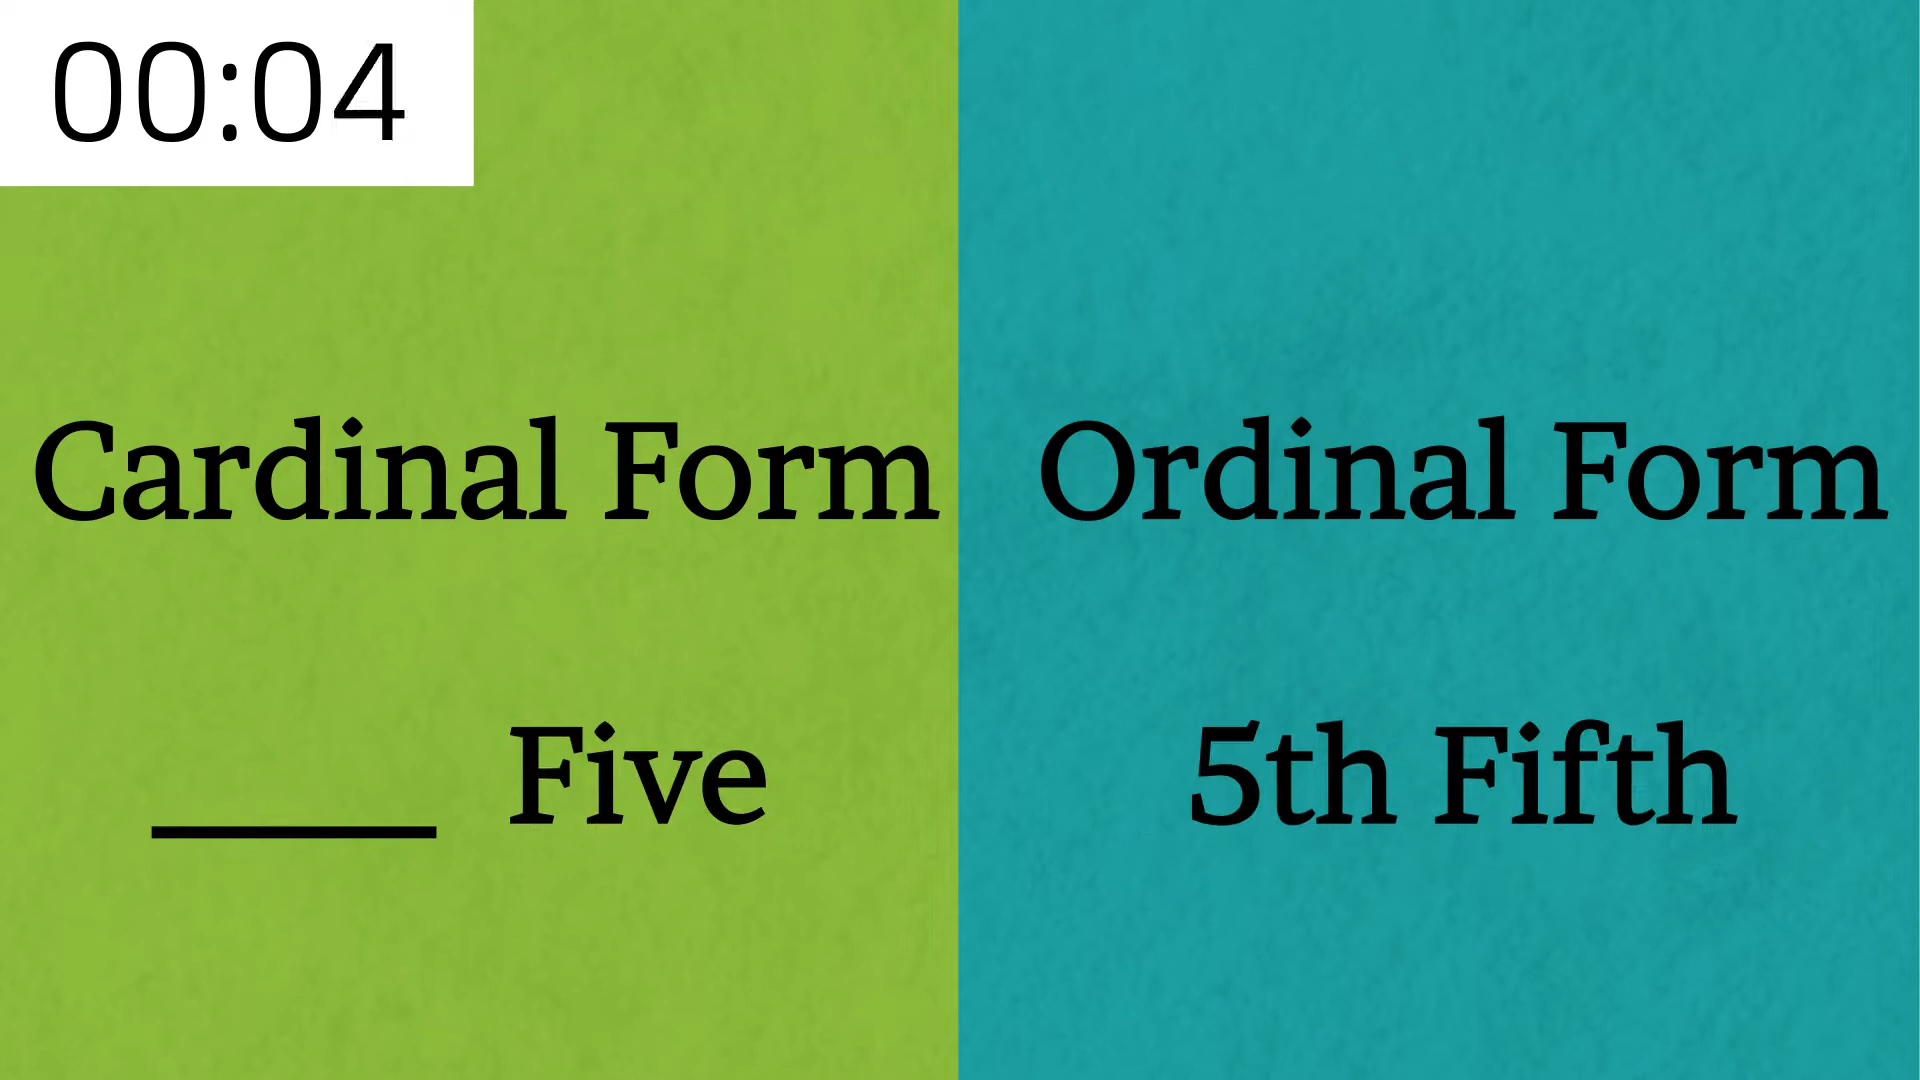 00:04
Cardinal Form
____ Five
Ordinal Form
5th Fifth